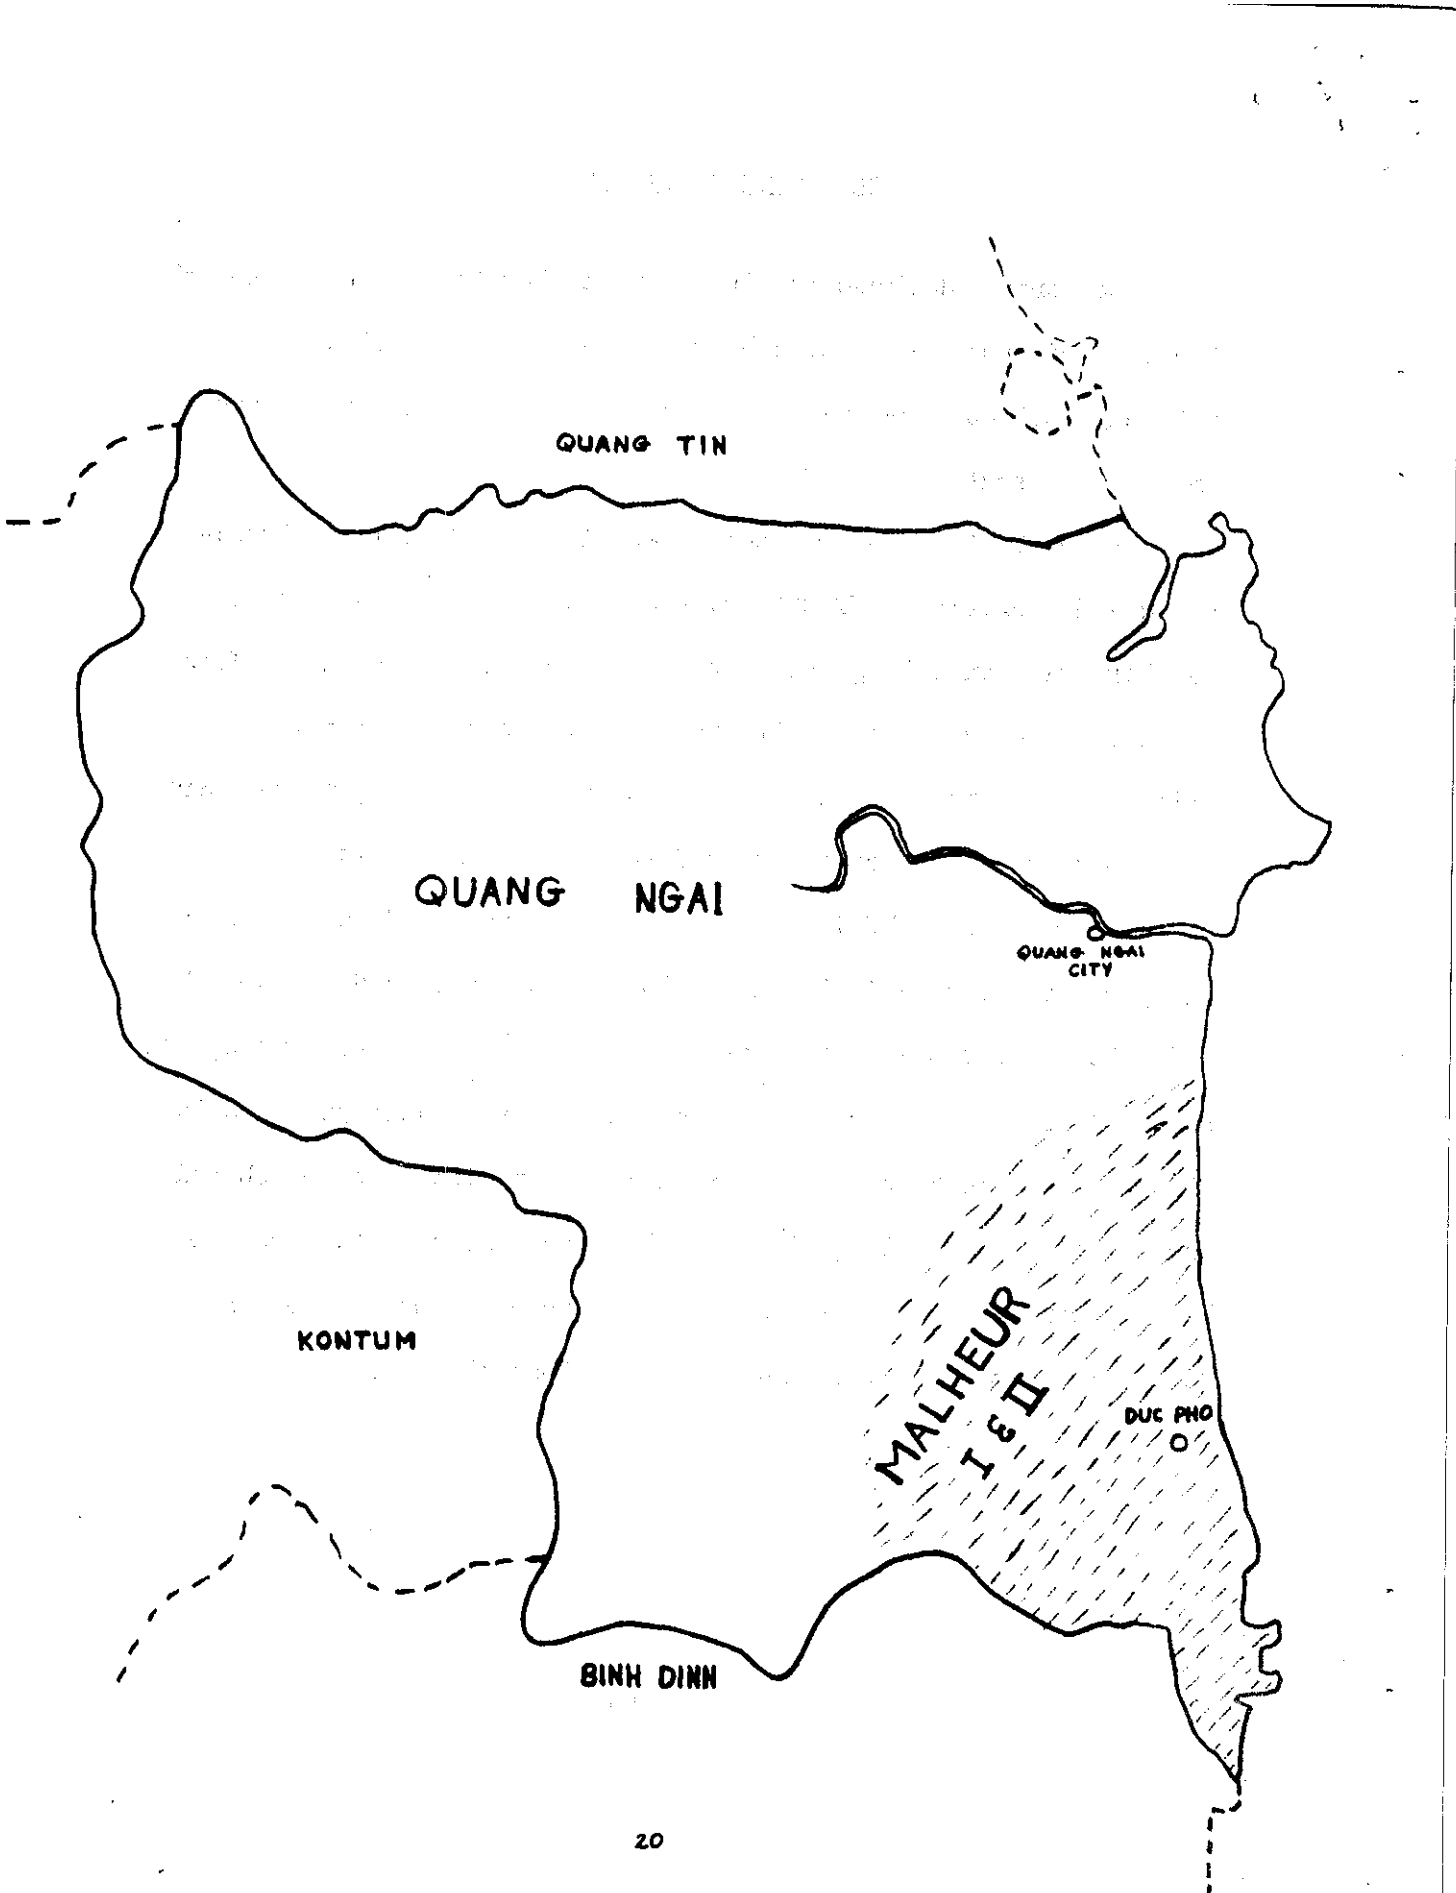 QUANG TIN
QUANG NGAI
QUANG NGAI
CITY
MALHEUR
I & II
DUC PHO
KONTUM
BINH DINH
20